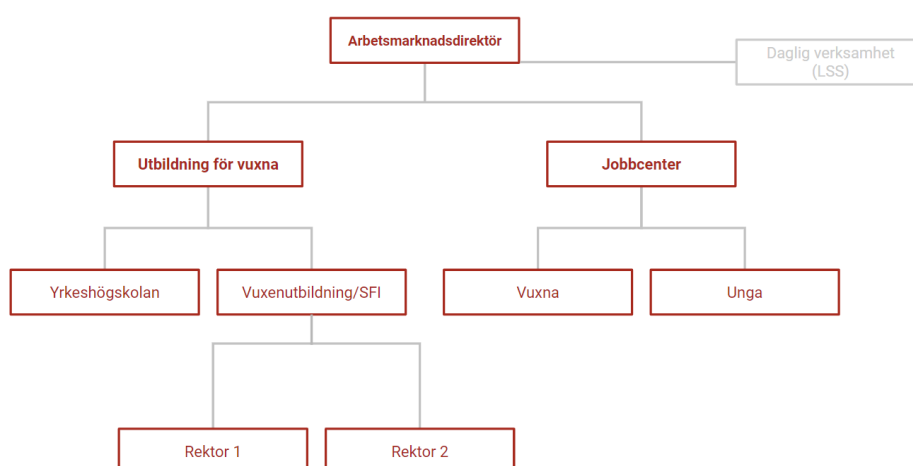 Arbetsmarknadsdirektör
Daglig verksamhet
(LSS)
Utbildning för vuxna
Jobbcenter
Yrkeshögskolan
Vuxenutbildning/SFI
Vuxna
Unga
Rektor 1
Rektor 2